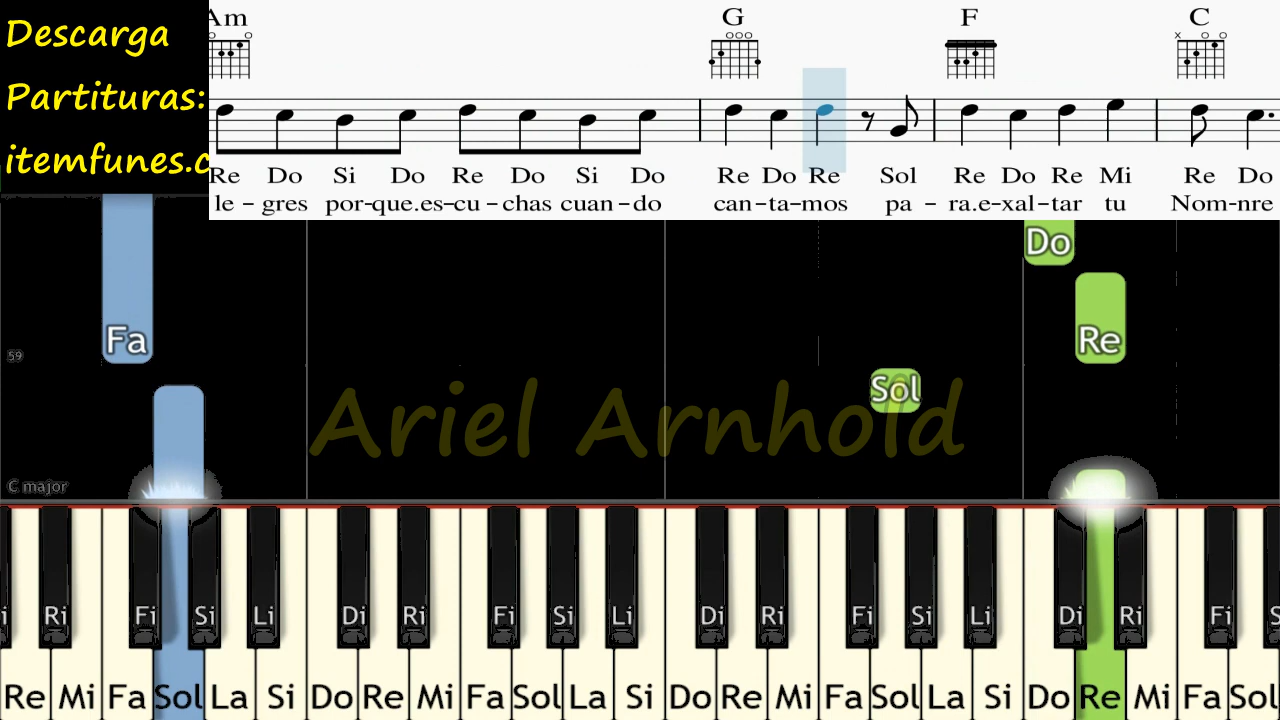 Descarga
Partituras:
itemfunes.c
Am G F C
Re Do Si Do Re Do Si Do Re Do Re Sol Re Do Re Mi Re Do
le - gres por-que.es-cu - chas cuan - do can-ta-mos pa - ra.e-xal-tar tu Nom-nre
Do
Fa
Re
59
Sol
Ariel Arnhold
C major
Ri Fi Si Li Di Ri Fi Si Li Di Ri Fi Si Li Di Ri Fi
Re Mi Fa Sol La Si Do Re Mi Fa Sol La Si Do Re Mi Fa Sol La Si Do Re Mi Fa Sol